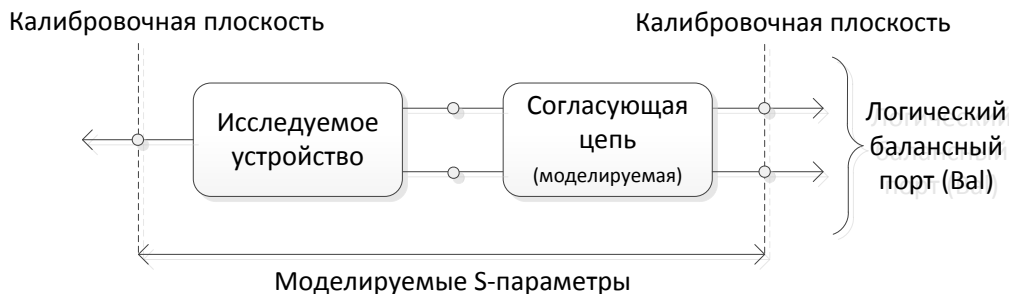 Калибровочная плоскость
Калибровочная плоскость
Исследуемое
устройство
Согласующая
цепь
(моделируемая)
Логический
балансный
порт (Bal)
Моделируемые S-параметры